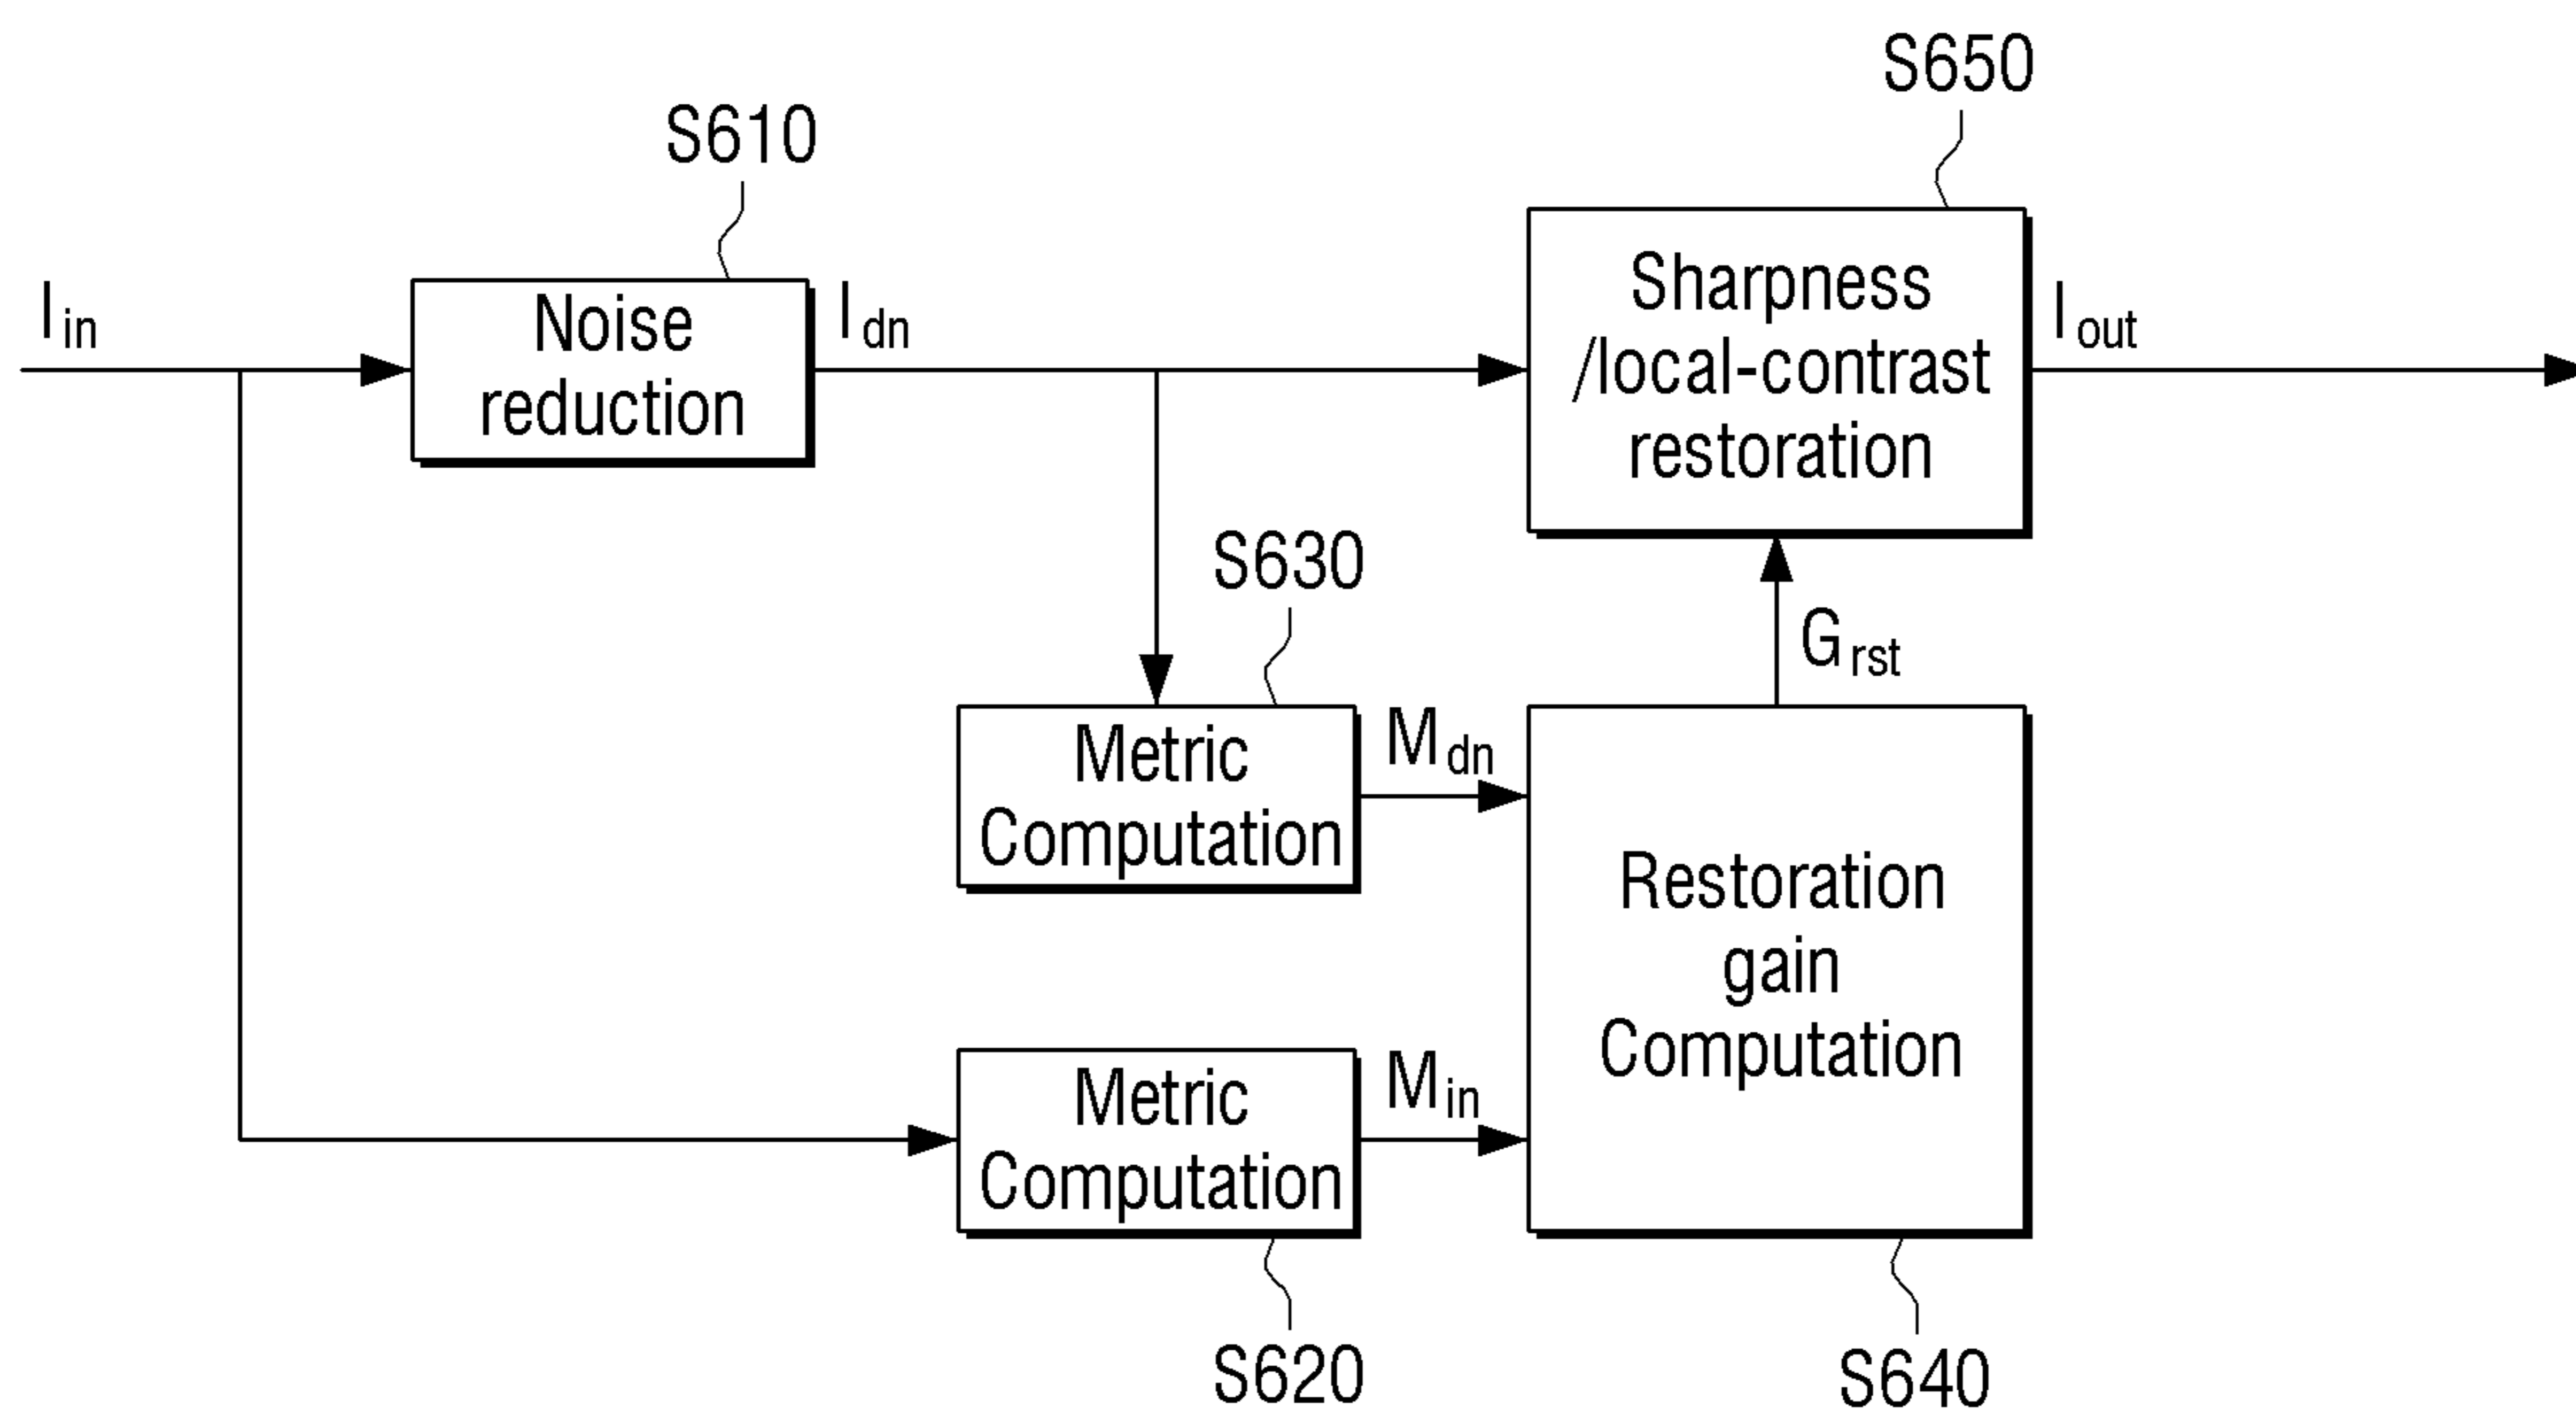 S650
S610
Iin
Noise
reduction
Idn
Sharpness
/local-contrast
restoration
Iout
S630
Grst
Metric
Computation
Mdn
Restoration
gain
Computation
Metric
Computation
Min
S620
S640